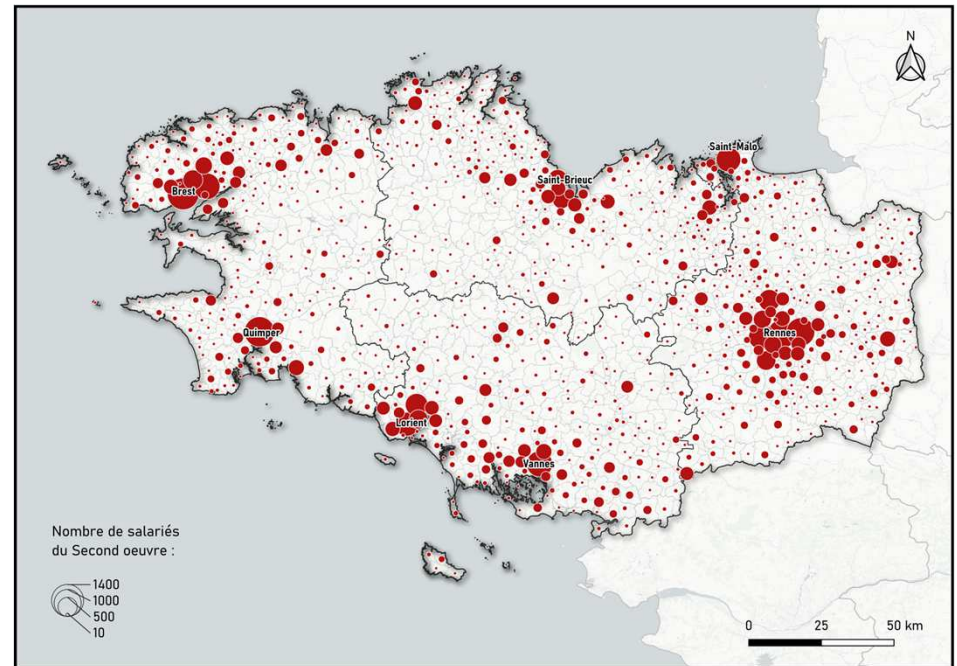 N
Saint-Malo
Brest
Saint-Brieuc
Rennes
Quimper
Lorient
Vannes
Nombre de salariés
du Second oeuvre :
1400
1000
500
10
0 25 50 km